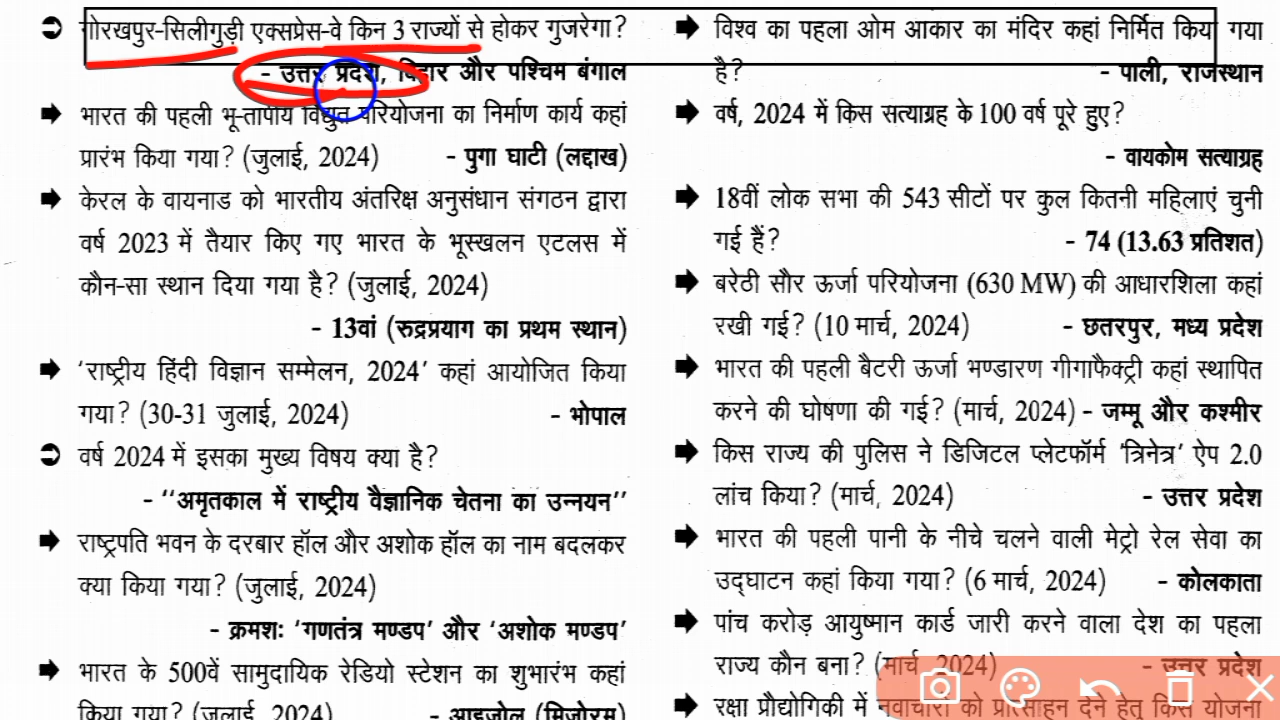 गोरखपुर-सिलीगुड़ी एक्सप्रेस-वे किन 3 राज्यों से होकर गुजरेगा?
- उत्तर प्रदेश, बिहार और पश्चिम बंगाल
भारत की पहली भू-तापीय विद्युत परियोजना का निर्माण कार्य कहां
प्रारंभ किया गया? (जुलाई, 2024) - पुगा घाटी (लद्दाख)
केरल के वायनाड को भारतीय अंतरिक्ष अनुसंधान संगठन द्वारा
वर्ष 2023 में तैयार किए गए भारत के भूस्खलन एटलस में
कौन-सा स्थान दिया गया है? (जुलाई, 2024)
- 13वां (रुद्रप्रयाग का प्रथम स्थान)
'राष्ट्रीय हिंदी विज्ञान सम्मेलन, 2024' कहां आयोजित किया
गया? (30-31 जुलाई, 2024) - भोपाल
वर्ष 2024 में इसका मुख्य विषय क्या है?
- ''अमृतकाल में राष्ट्रीय वैज्ञानिक चेतना का उन्नयन''
राष्ट्रपति भवन के दरबार हॉल और अशोक हॉल का नाम बदलकर
क्या किया गया? (जुलाई, 2024)
- क्रमशः 'गणतंत्र मण्डप' और 'अशोक मण्डप'
भारत के 500वें सामुदायिक रेडियो स्टेशन का शुभारंभ कहां
किया गया? (जुलाई, 2024) - आइजोल (मिजोरम)
विश्व का पहला ओम आकार का मंदिर कहां निर्मित किया गया
है? - पाली, राजस्थान
वर्ष, 2024 में किस सत्याग्रह के 100 वर्ष पूरे हुए?
- वायकोम सत्याग्रह
18वीं लोक सभा की 543 सीटों पर कुल कितनी महिलाएं चुनी
गई हैं? - 74 (13.63 प्रतिशत)
बरेठी सौर ऊर्जा परियोजना (630 MW) की आधारशिला कहां
रखी गई? (10 मार्च, 2024) - छतरपुर, मध्य प्रदेश
भारत की पहली बैटरी ऊर्जा भण्डारण गीगाफैक्ट्री कहां स्थापित
करने की घोषणा की गई? (मार्च, 2024) - जम्मू और कश्मीर
किस राज्य की पुलिस ने डिजिटल प्लेटफॉर्म 'त्रिनेत्र' ऐप 2.0
लांच किया? (मार्च, 2024) - उत्तर प्रदेश
भारत की पहली पानी के नीचे चलने वाली मेट्रो रेल सेवा का
उद्घाटन कहां किया गया? (6 मार्च, 2024) - कोलकाता
पांच करोड़ आयुष्मान कार्ड जारी करने वाला देश का पहला
राज्य कौन बना? (मार्च, 2024) - उत्तर प्रदेश
रक्षा प्रौद्योगिकी में नवाचारों को प्रोत्साहन देने हेतु किस योजना